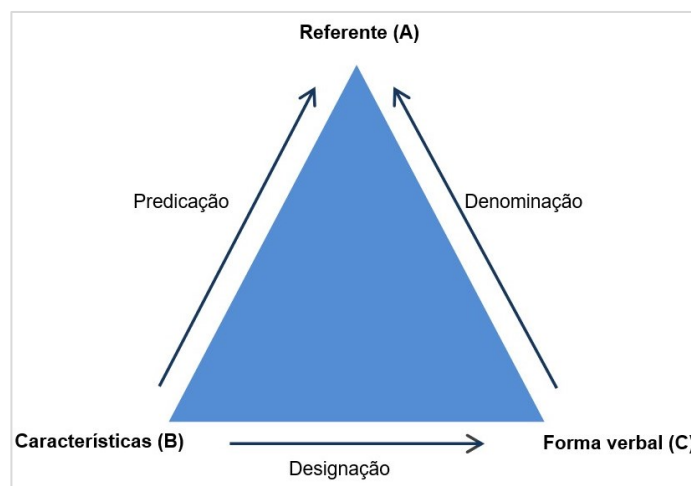 Referente (A)
Predicação
Denominação
Características (B)
Forma verbal (C)
Designação